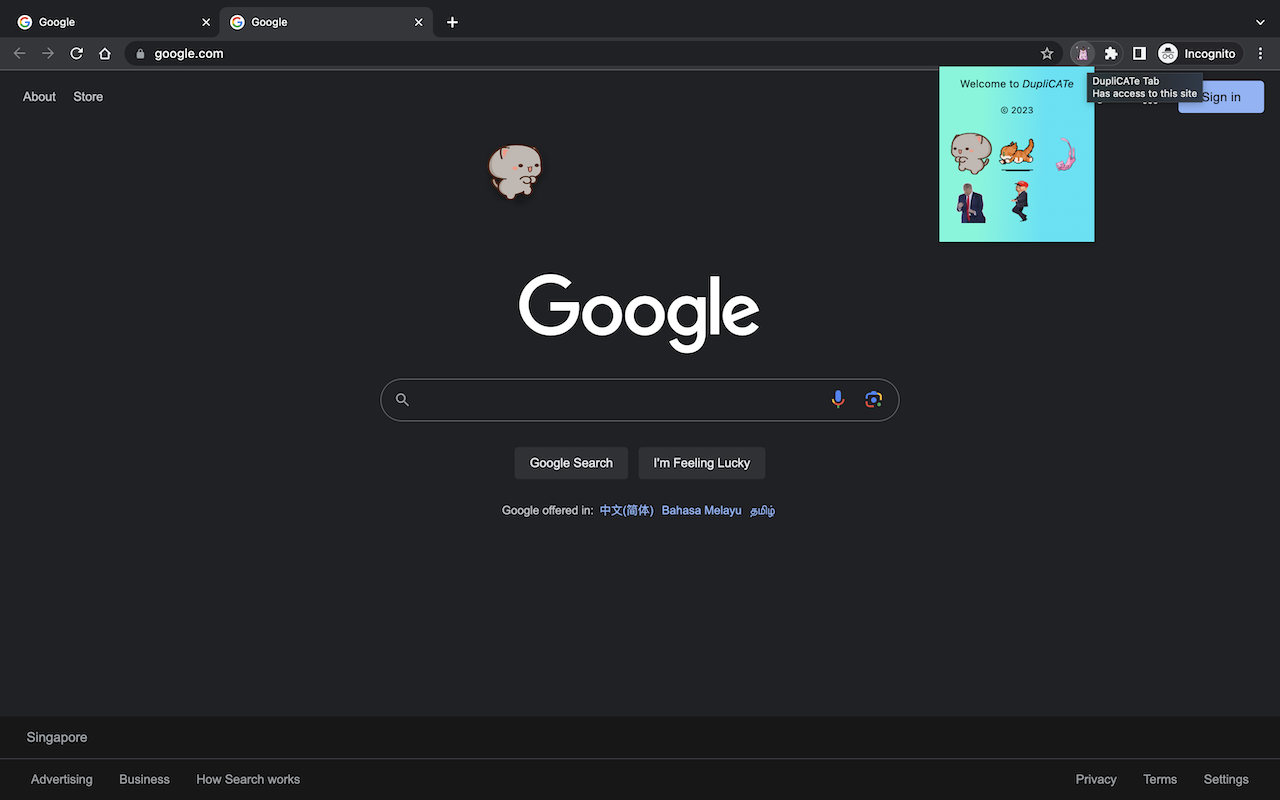 Google
Google
google.com
Incognito
About
Store
Welcome to DupliCATe
© 2023
DupliCATe Tab
Has access to this site
Sign in
Google
Google Search
I'm Feeling Lucky
Google offered in: 中文(简体) Bahasa Melayu தமிழ்
Singapore
Advertising
Business
How Search works
Privacy
Terms
Settings